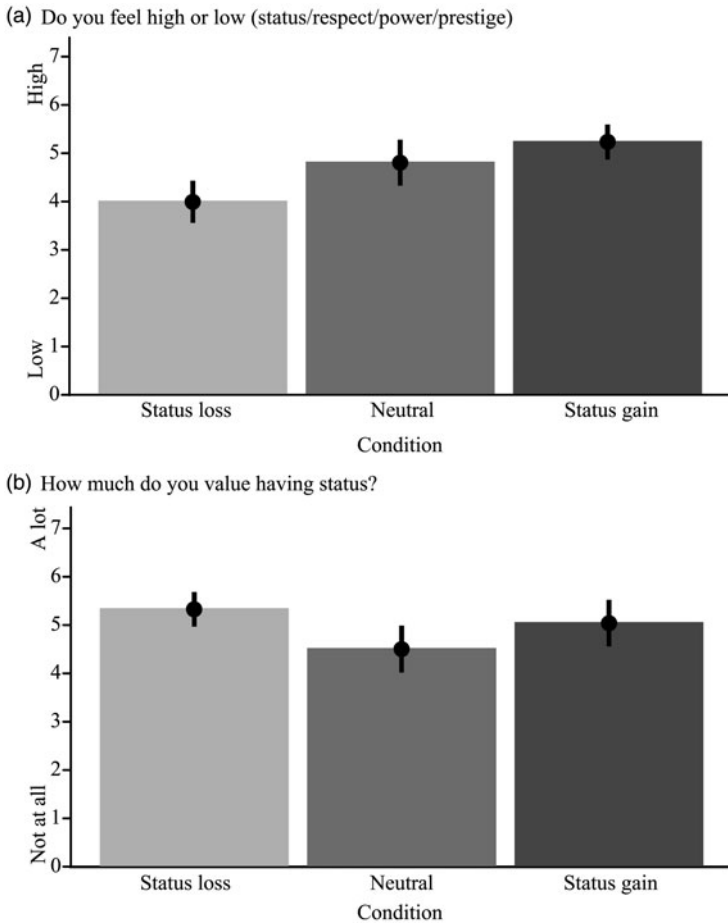 (a) Do you feel high or low (status/respect/power/prestige)
High
Low
7
6
5
4
3
2
1
0
Status loss
Neutral
Status gain
Condition
(b) How much do you value having status?
A lot
Not at all
7
6
5
4
3
2
1
0
Status loss
Neutral
Status gain
Condition